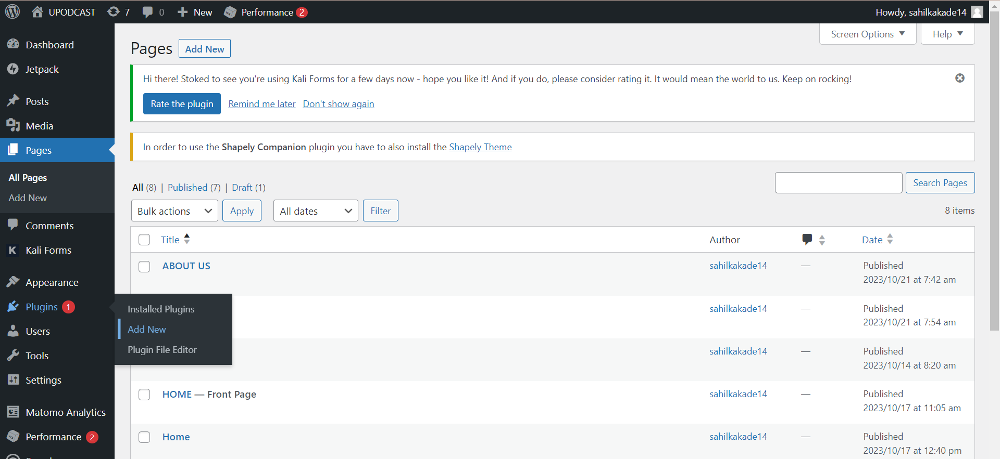 UPODCAST 7 0 New Performance 2 Howdy, sahilkakade14
Dashboard
Jetpack
Posts
Media
Pages
All Pages
Add New
Comments
Kali Forms
Appearance
Plugins 1
Users
Tools
Settings
Matomo Analytics
Performance 2
Installed Plugins
Add New
Plugin File Editor
Screen Options Help
Pages Add New
Hi there! Stoked to see you're using Kali Forms for a few days now - hope you like it! And if you do, please consider rating it. It would mean the world to us. Keep on rocking!
Rate the plugin Remind me later Don't show again
In order to use the Shapely Companion plugin you have to also install the Shapely Theme
All (8) | Published (7) | Draft (1)
Search Pages
Bulk actions Apply All dates Filter 8 items
Title Author Date
ABOUT US sahilkakade14 — Published
2023/10/21 at 7:42 am
sahilkakade14 — Published
2023/10/21 at 7:54 am
sahilkakade14 — Published
2023/10/14 at 8:20 am
HOME — Front Page sahilkakade14 — Published
2023/10/17 at 11:05 am
Home sahilkakade14 — Published
2023/10/17 at 12:40 pm